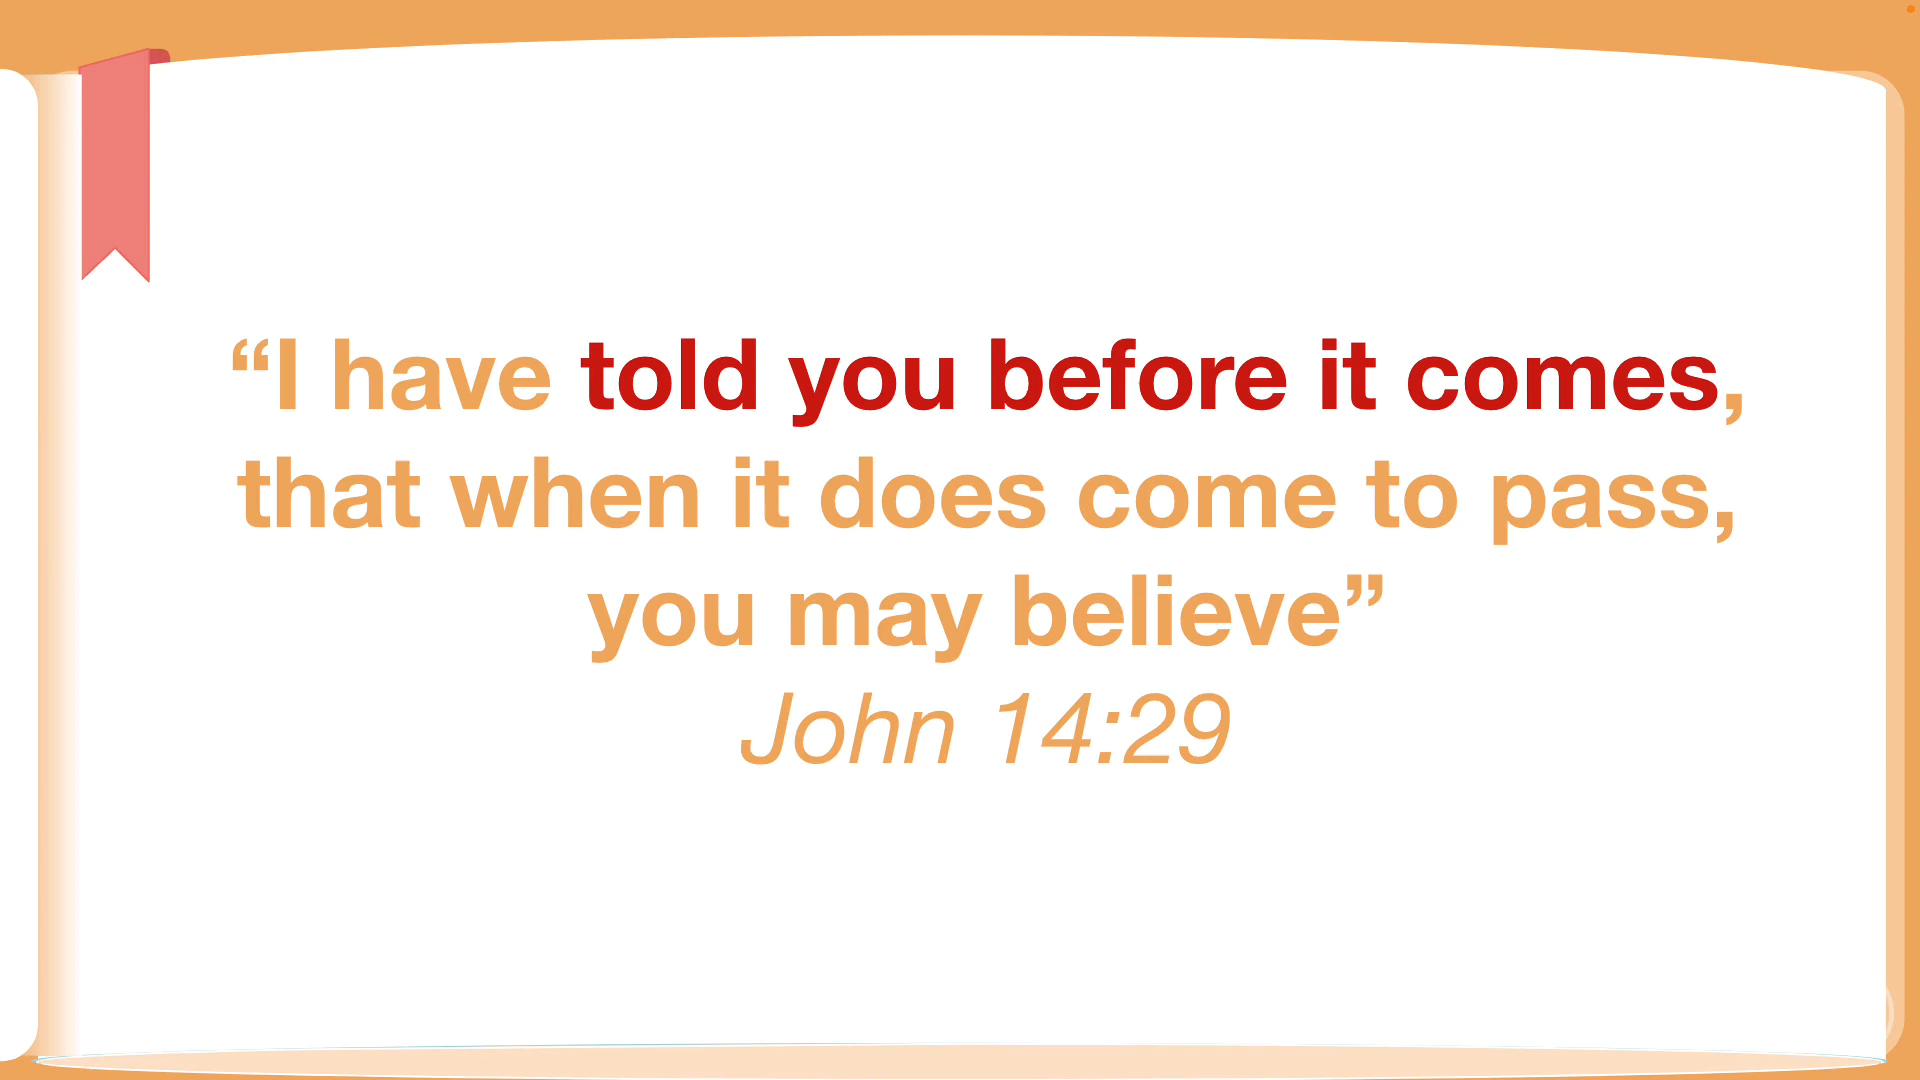 “I have told you before it comes,
that when it does come to pass,
you may believe”
John 14:29